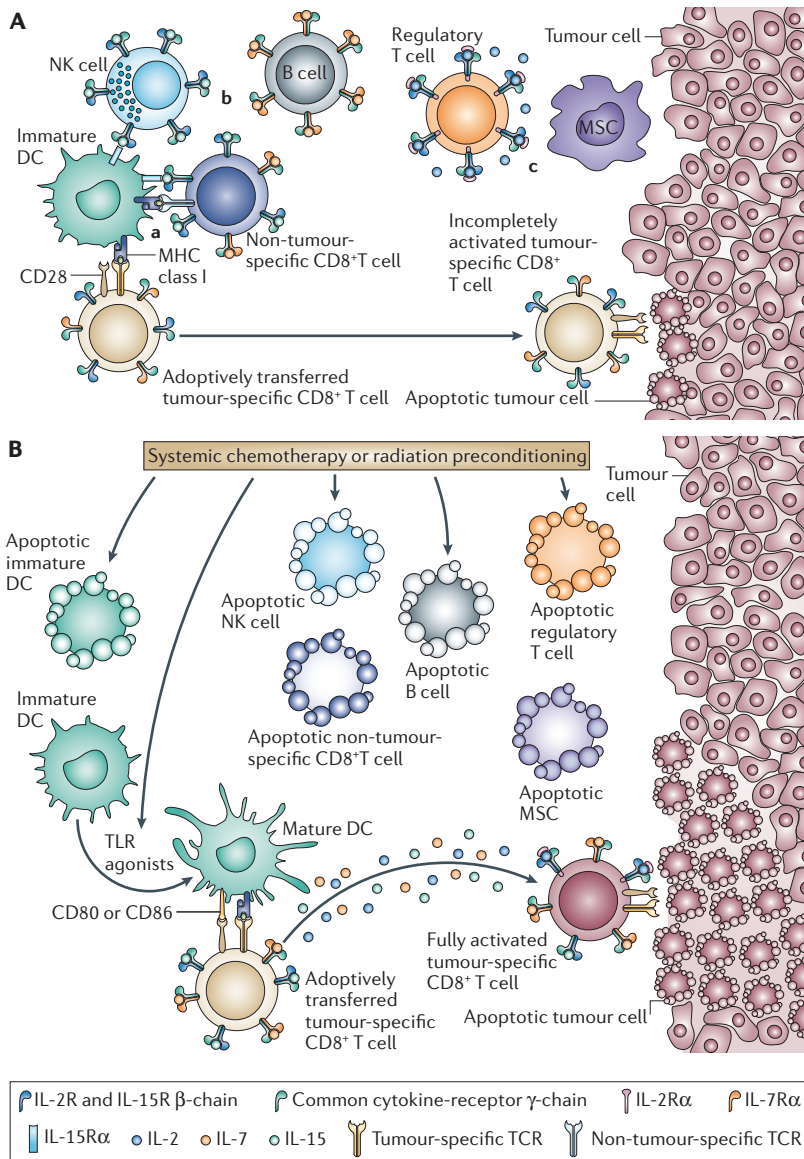 A
NK cell
b
B cell
Regulatory
T cell
Tumour cell
MSC
c
Immature
DC
a
Non-tumour-
specific CD8⁺T cell
MHC
class I
CD28
Incompletely
activated tumour-
specific CD8⁺
T cell
Adoptively transferred
tumour-specific CD8⁺ T cell
Apoptotic tumour cell
B
Systemic chemotherapy or radiation preconditioning
Tumour
cell
Apoptotic
immature
DC
Apoptotic
NK cell
Apoptotic
B cell
Apoptotic
regulatory
T cell
Apoptotic non-tumour-
specific CD8⁺T cell
Apoptotic
MSC
Immature
DC
TLR
agonists
Mature DC
CD80 or CD86
Adoptively
transferred
tumour-specific
CD8⁺ T cell
Fully activated
tumour-specific
CD8⁺ T cell
Apoptotic tumour cell
IL-2R and IL-15R β-chain Common cytokine-receptor γ-chain IL-2Rα IL-7Rα
IL-15Rα IL-2 IL-7 IL-15 Tumour-specific TCR Non-tumour-specific TCR